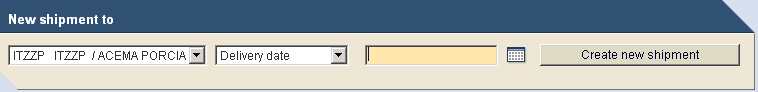 New shipment to
ITZZP ITZZP / ACEMA PORCIA Delivery date Create new shipment